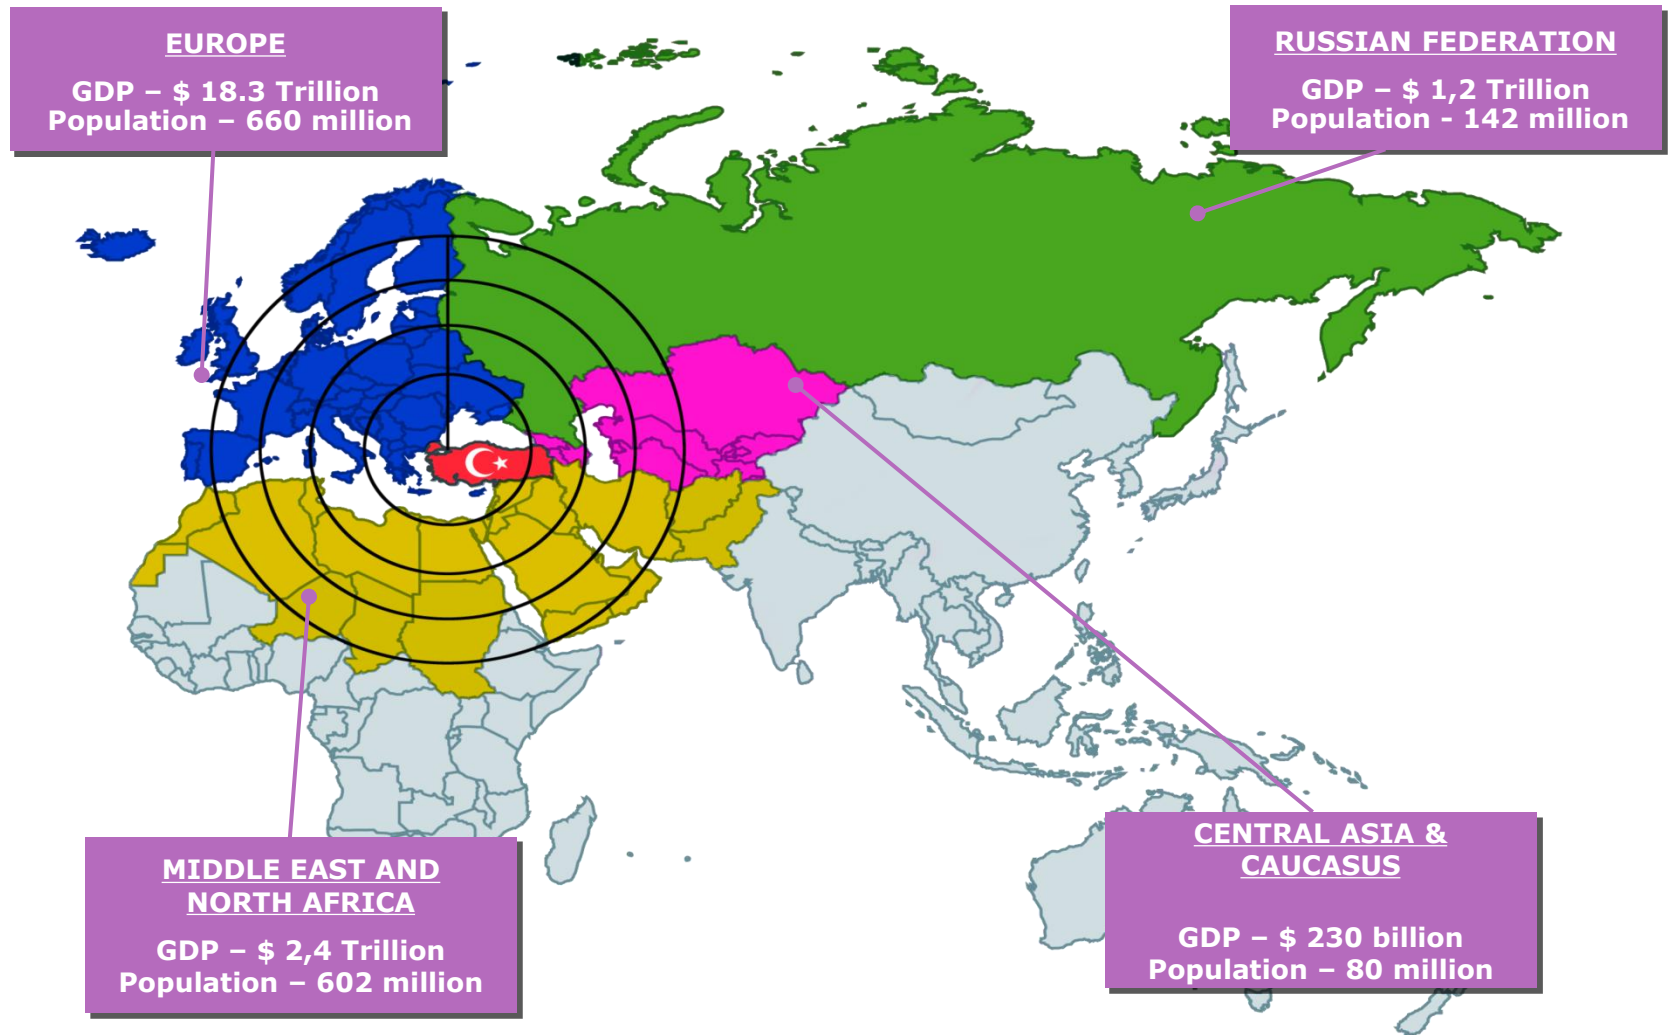 EUROPE
GDP – $ 18.3 Trillion
Population – 660 million
RUSSIAN FEDERATION
GDP – $ 1,2 Trillion
Population - 142 million
MIDDLE EAST AND
NORTH AFRICA
GDP – $ 2,4 Trillion
Population – 602 million
CENTRAL ASIA &
CAUCASUS
GDP – $ 230 billion
Population – 80 million